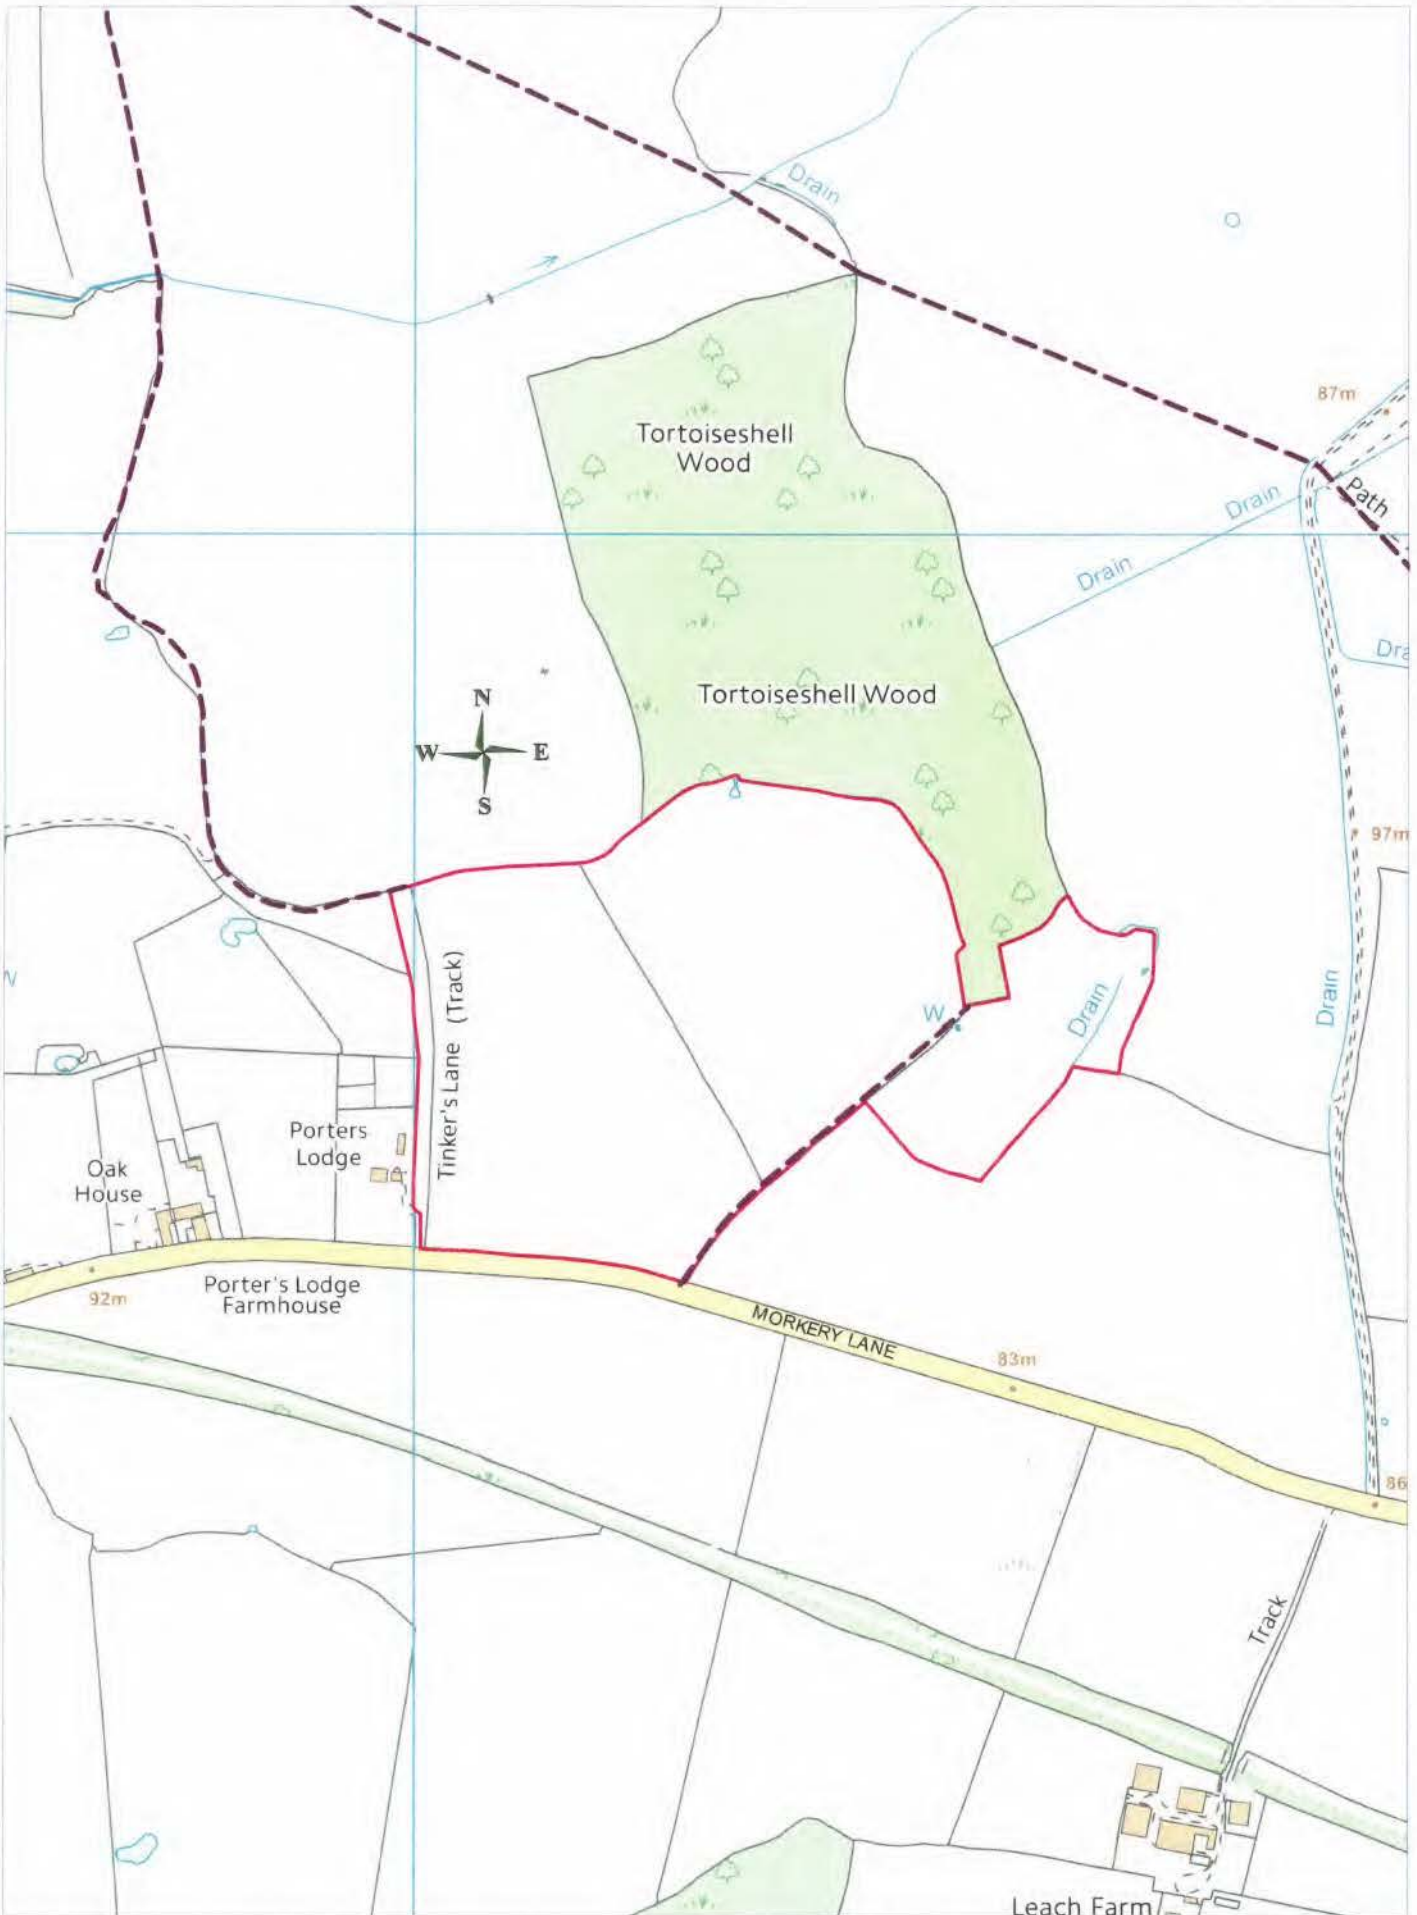 Drain
87m
Tortoiseshell
Wood
Drain
Path
Drain
Tortoiseshell Wood
N
W
E
S
97m
Tinker's Lane (Track)
W
Drain
Drain
Porters
Lodge
Oak
House
Porter's Lodge
Farmhouse
92m
MORKERY LANE
83m
86
Track
Leach Farm